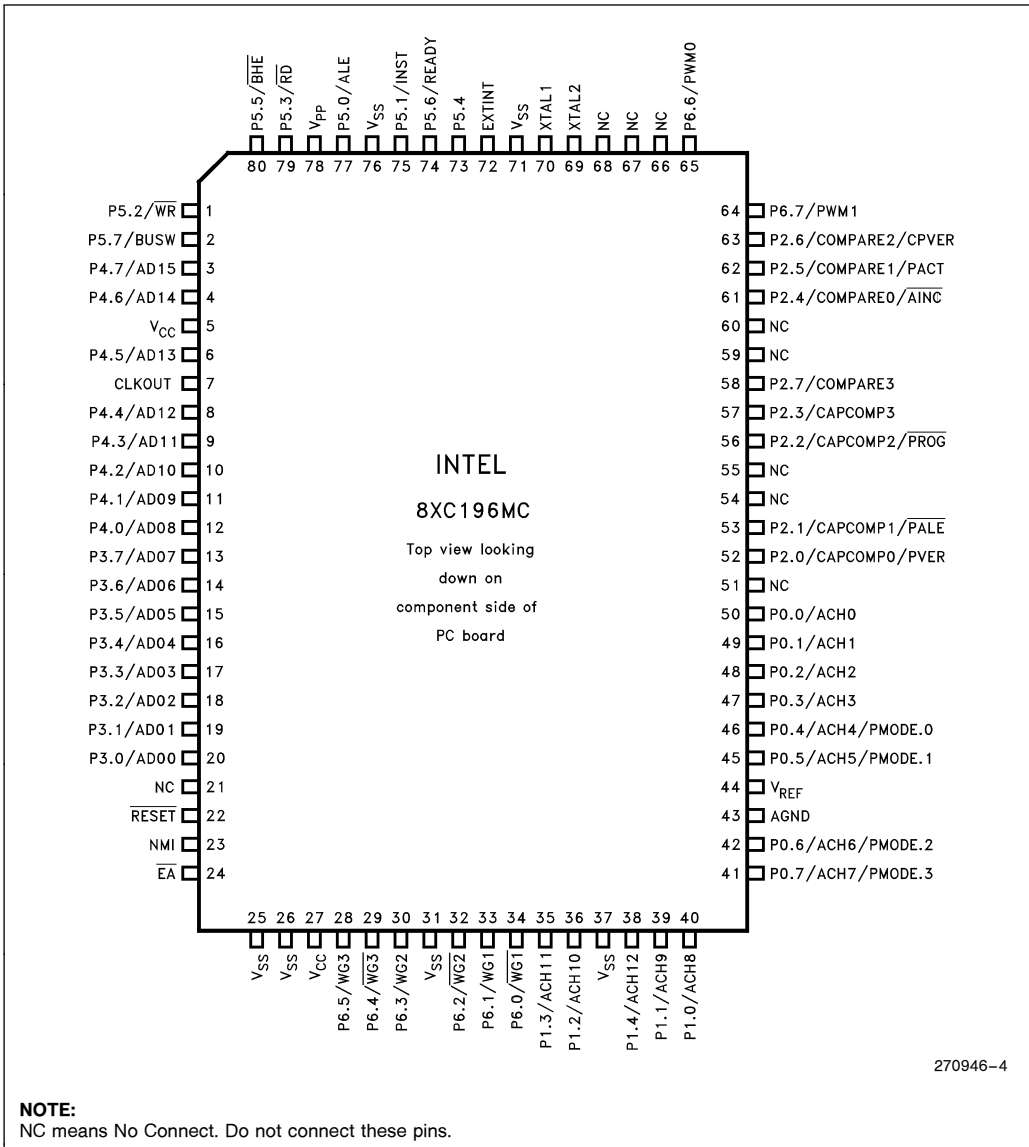 P5.5/BHE
P5.3/RD
VPP
P5.0/ALE
VSS
P5.1/INST
P5.6/READY
P5.4
EXTINT
VSS
XTAL1
XTAL2
NC
NC
NC
P6.6/PWM0
80 79 78 77 76 75 74 73 72 71 70 69 68 67 66 65
P5.2/WR 1
P5.7/BUSW 2
P4.7/AD15 3
P4.6/AD14 4
VCC 5
P4.5/AD13 6
CLKOUT 7
P4.4/AD12 8
P4.3/AD11 9
P4.2/AD10 10
P4.1/AD09 11
P4.0/AD08 12
P3.7/AD07 13
P3.6/AD06 14
P3.5/AD05 15
P3.4/AD04 16
P3.3/AD03 17
P3.2/AD02 18
P3.1/AD01 19
P3.0/AD00 20
NC 21
RESET 22
NMI 23
EA 24
INTEL
8XC196MC
Top view looking
down on
component side of
PC board
64 P6.7/PWM1
63 P2.6/COMPARE2/CPVER
62 P2.5/COMPARE1/PACT
61 P2.4/COMPARE0/AINC
60 NC
59 NC
58 P2.7/COMPARE3
57 P2.3/CAPCOMP3
56 P2.2/CAPCOMP2/PROG
55 NC
54 NC
53 P2.1/CAPCOMP1/PALE
52 P2.0/CAPCOMP0/PVER
51 NC
50 P0.0/ACH0
49 P0.1/ACH1
48 P0.2/ACH2
47 P0.3/ACH3
46 P0.4/ACH4/PMODE.0
45 P0.5/ACH5/PMODE.1
44 VREF
43 AGND
42 P0.6/ACH6/PMODE.2
41 P0.7/ACH7/PMODE.3
25 26 27 28 29 30 31 32 33 34 35 36 37 38 39 40
VSS
VSS
VCC
P6.5/WG3
P6.4/WG3
P6.3/WG2
VSS
P6.2/WG2
P6.1/WG1
P6.0/WG1
P1.3/ACH11
P1.2/ACH10
VSS
P1.4/ACH12
P1.1/ACH9
P1.0/ACH8
270946–4
NOTE:
NC means No Connect. Do not connect these pins.